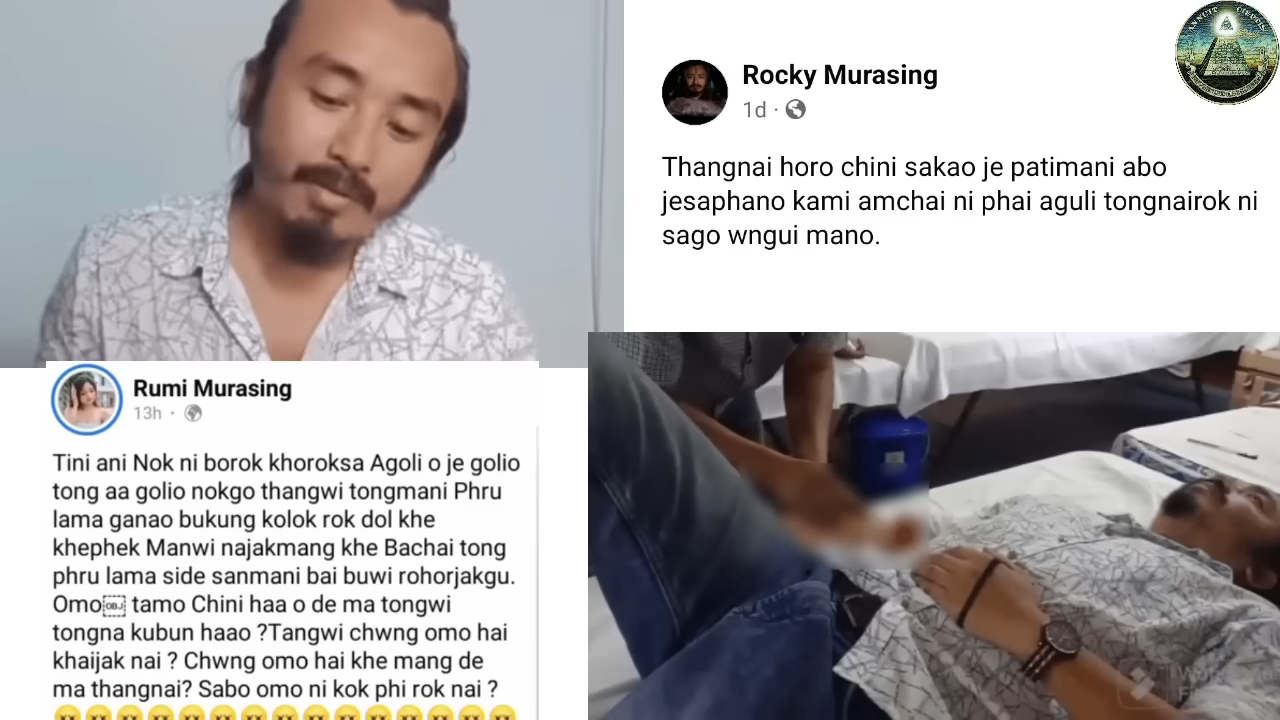 ANNUIT COEPTIS
Rocky Murasing
1d ·
Thangnai horo chini sakao je patimani abo
jesaphano kami amchai ni phai aguli tongnairok ni
sago wngui mano.
Rumi Murasing
13h ·
Tini ani Nok ni borok khoroksa Agoli o je golio
tong aa golio nokgo thangwi tongmani Phru
lama ganao bukung kolok rok dol khe
khephek Manwi najakmang khe Bachai tong
phru lama side sanmani bai buwi rohorjakgu.
Omo OBJ tamo Chini haa o de ma tongwi
tongna kubun haao ?Tangwi chwng omo hai
khaijak nai ? Chwng omo hai khe mang de
ma thangnai? Sabo omo ni kok phi rok nai ?